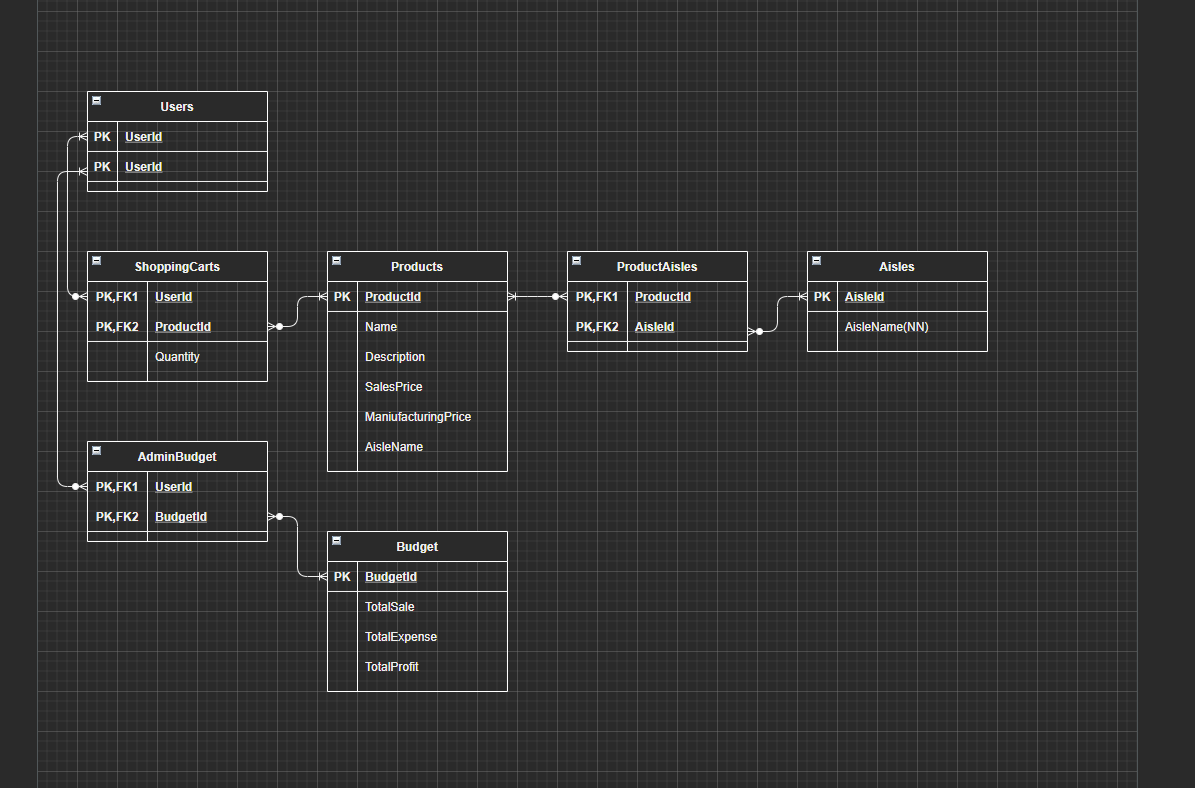 Users
PK UserId
PK UserId
ShoppingCarts
PK,FK1 UserId
PK,FK2 ProductId
Quantity
Products
PK ProductId
Name
Description
SalesPrice
ManiufacturingPrice
AisleName
ProductAisles
PK,FK1 ProductId
PK,FK2 AisleId
Aisles
PK AisleId
AisleName(NN)
AdminBudget
PK,FK1 UserId
PK,FK2 BudgetId
Budget
PK BudgetId
TotalSale
TotalExpense
TotalProfit